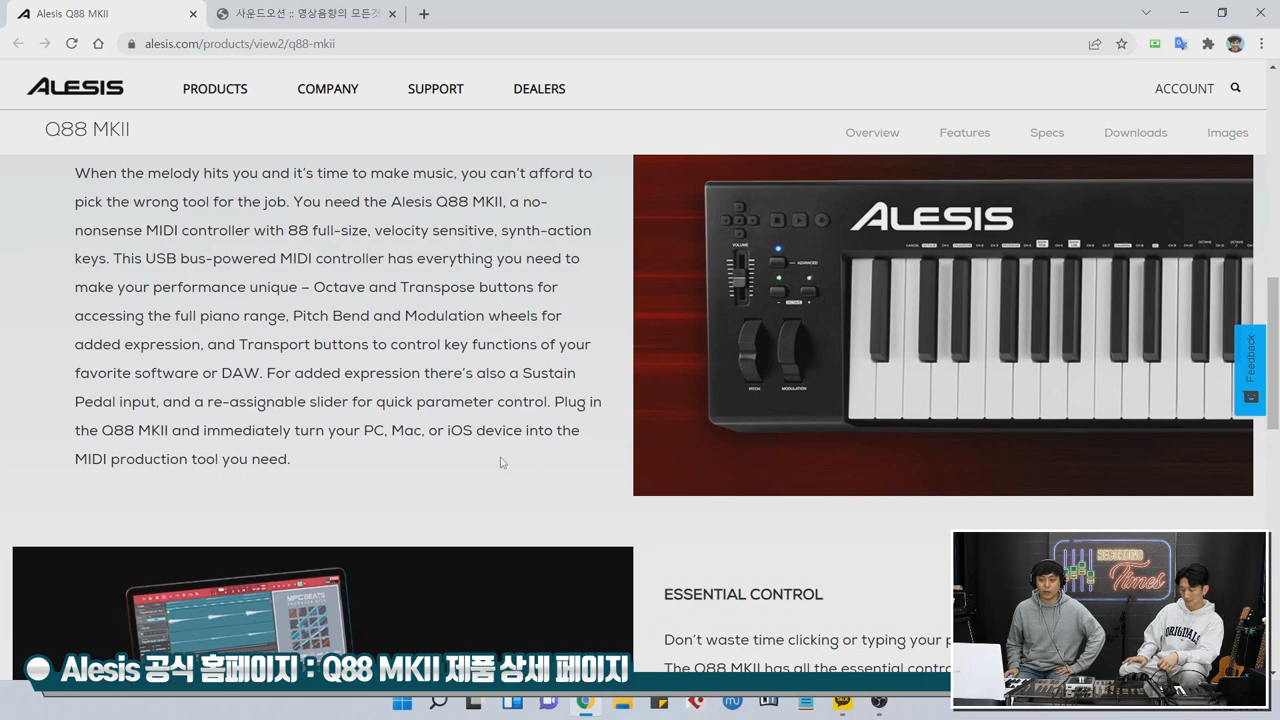 Alesis Q88 MKII
사운드오션 :: 영상음향의 모든것
alesis.com/products/view2/q88-mkii
ALESIS
PRODUCTS
COMPANY
SUPPORT
DEALERS
ACCOUNT
Q88 MKII
Overview
Features
Specs
Downloads
Images
When the melody hits you and it's time to make music, you can't afford to
pick the wrong tool for the job. You need the Alesis Q88 MKII, a no-
nonsense MIDI controller with 88 full-size, velocity sensitive, synth-action
keys. This USB bus-powered MIDI controller has everything you need to
make your performance unique – Octave and Transpose buttons for
accessing the full piano range, Pitch Bend and Modulation wheels for
added expression, and Transport buttons to control key functions of your
favorite software or DAW. For added expression there's also a Sustain
Pedal input, and a re-assignable slider for quick parameter control. Plug in
the Q88 MKII and immediately turn your PC, Mac, or iOS device into the
MIDI production tool you need.
ALESIS
VOLUME
ADVANCED
OCTAVE
PITCH
MODULATION
Feedback
MPC BEATS
ESSENTIAL CONTROL
Don't waste time clicking or typing your p
The Q88 MKII has all the essential contro
RECORDING
Times
ORIGINALS
Alesis 공식 홈페이지 : Q88 MKII 제품 상세 페이지